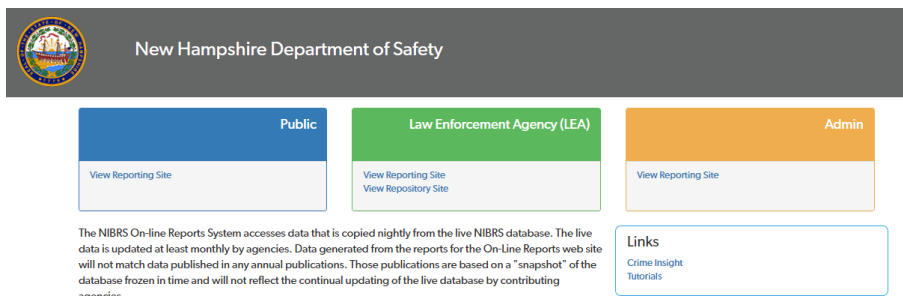 New Hampshire Department of Safety
Public
View Reporting Site
Law Enforcement Agency (LEA)
View Reporting Site
View Repository Site
Admin
View Reporting Site
The NIBRS On-line Reports System accesses data that is copied nightly from the live NIBRS database. The live
data is updated at least monthly by agencies. Data generated from the reports for the On-Line Reports web site
will not match data published in any annual publications. Those publications are based on a "snapshot" of the
database frozen in time and will not reflect the continual updating of the live database by contributing
agencies
Links
Crime Insight
Tutorials